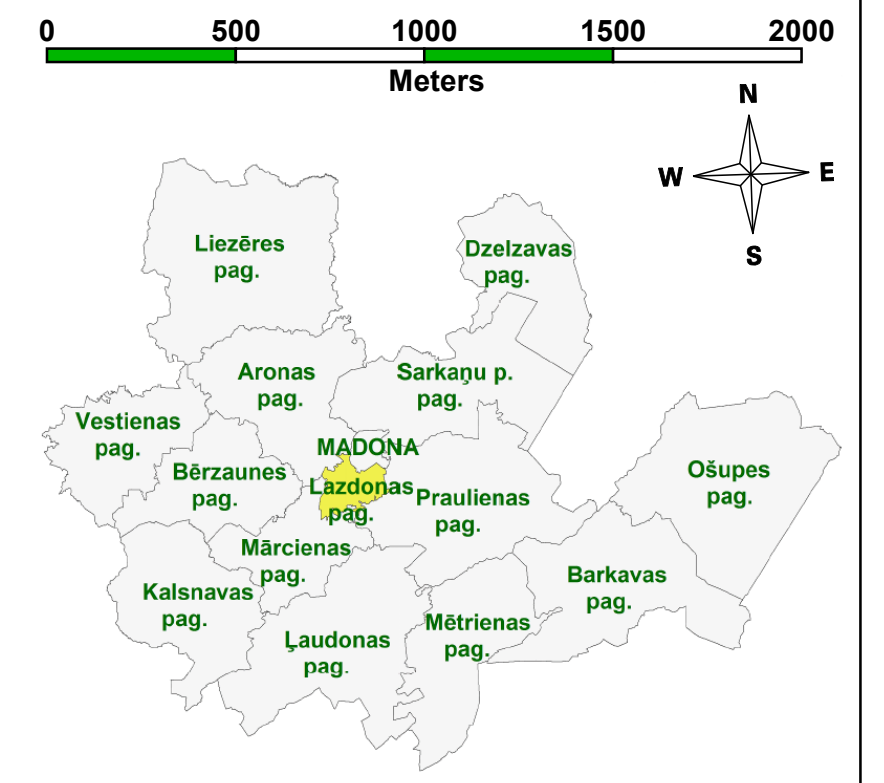 0 500 1000 1500 2000
Meters
N
W E
S
Liezēres
pag.
Dzelzavas
pag.
Aronas
pag.
Sarkaņu p.
pag.
Vestienas
pag.
MADONA
Bērzaunes
pag.
Lazdonas
pag.
Praulienas
pag.
Ošupes
pag.
Mārcienas
pag.
Kalsnavas
pag.
Barkavas
pag.
Ļaudonas
pag.
Mētrienas
pag.